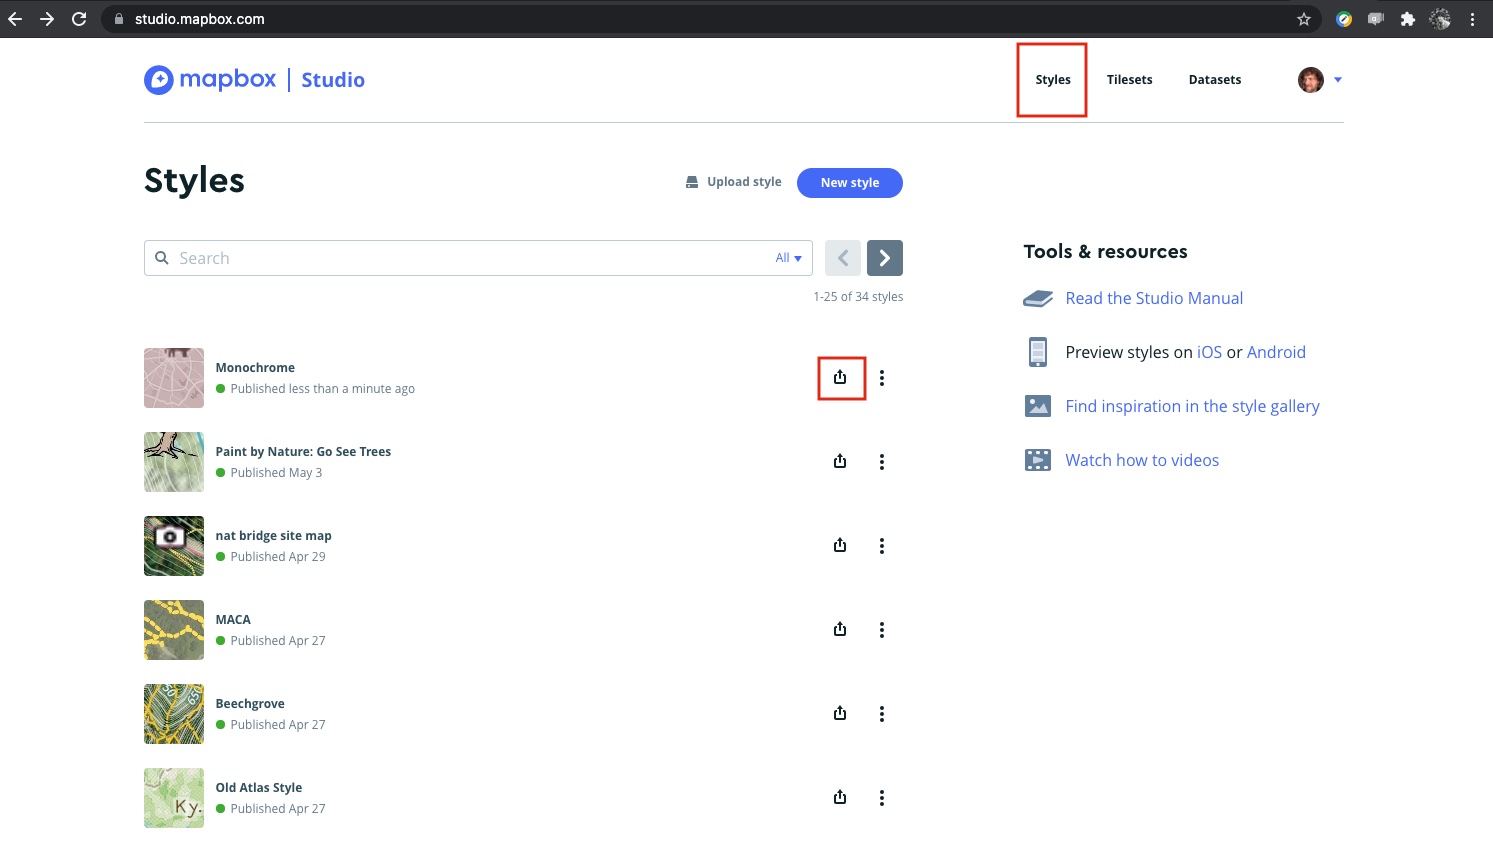 studio.mapbox.com
mapbox | Studio
Styles
Tilesets
Datasets
Styles
Upload style
New style
Search
All
1-25 of 34 styles
Monochrome
Published less than a minute ago
Paint by Nature: Go See Trees
Published May 3
nat bridge site map
Published Apr 29
MACA
Published Apr 27
Beechgrove
Published Apr 27
Ky.
Old Atlas Style
Published Apr 27
Tools & resources
Read the Studio Manual
Preview styles on iOS or Android
Find inspiration in the style gallery
Watch how to videos